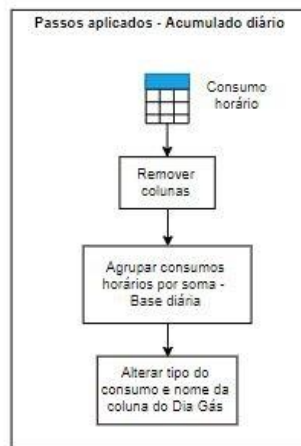 Passos aplicados - Acumulado diário
Consumo
horário
Remover
colunas
Agrupar consumos
horários por soma -
Base diária
Alterar tipo do
consumo e nome da
coluna do Dia Gás